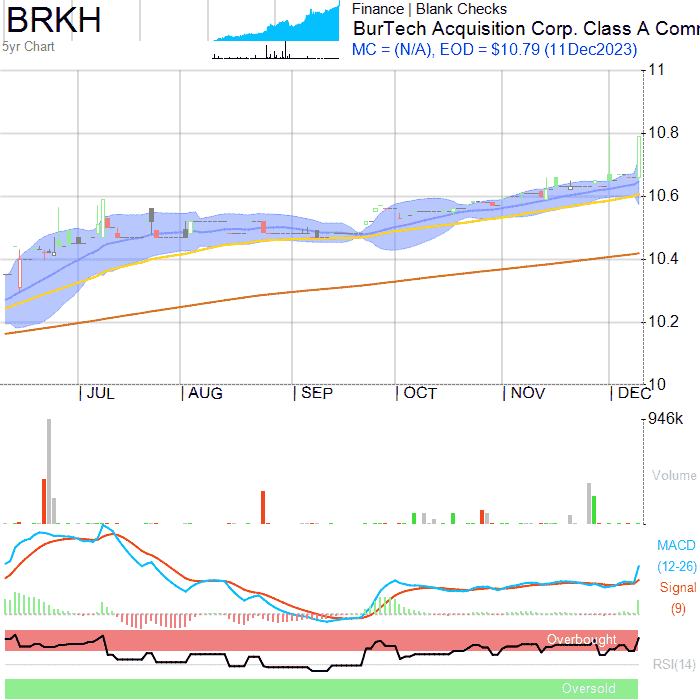 BRKH
5yr Chart
Finance | Blank Checks
BurTech Acquisition Corp. Class A Comm
MC = (N/A), EOD = $10.79 (11Dec2023)
11
10.8
10.6
10.4
10.2
10
JUL
AUG
SEP
OCT
NOV
DEC
946k
Volume
MACD
(12-26)
Signal
(9)
Overbought
RSI(14)
Oversold